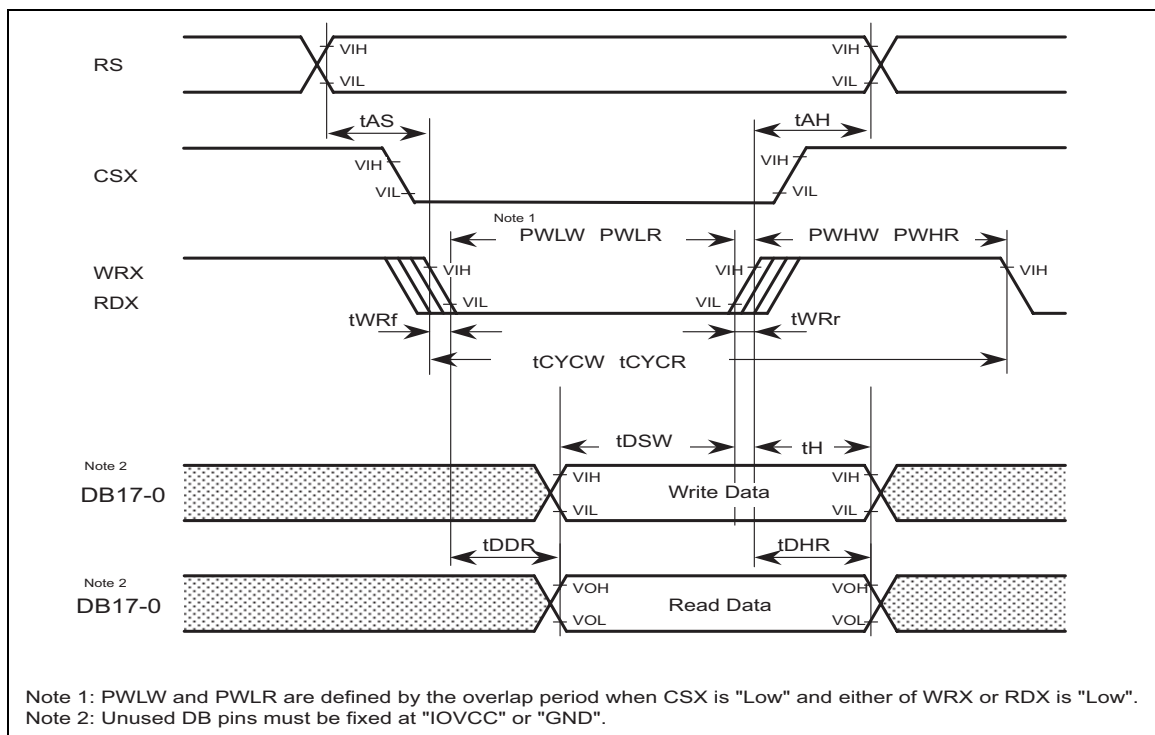 RS
VIH
VIL
VIH
VIL
tAS
tAH
CSX
VIH
VIL
VIH
VIL
Note 1
PWLW PWLR
PWHW PWHR
WRX
RDX
VIH
VIL
VIH
VIL
VIH
tWRf
tWRr
tCYCW tCYCR
tDSW
tH
Note 2
DB17-0
VIH
VIL
Write Data
VIH
VIL
tDDR
tDHR
Note 2
DB17-0
VOH
VOL
Read Data
VOH
VOL
Note 1: PWLW and PWLR are defined by the overlap period when CSX is "Low" and either of WRX or RDX is "Low".
Note 2: Unused DB pins must be fixed at "IOVCC" or "GND".